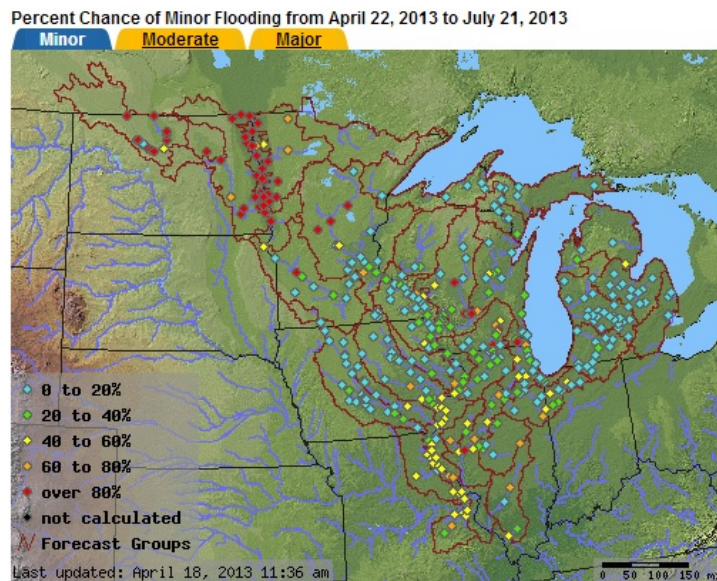 Percent Chance of Minor Flooding from April 22, 2013 to July 21, 2013
Minor Moderate Major
0 to 20%
20 to 40%
40 to 60%
60 to 80%
over 80%
not calculated
Forecast Groups
Last updated: April 18, 2013 11:36 am
0 50 100 150 mi